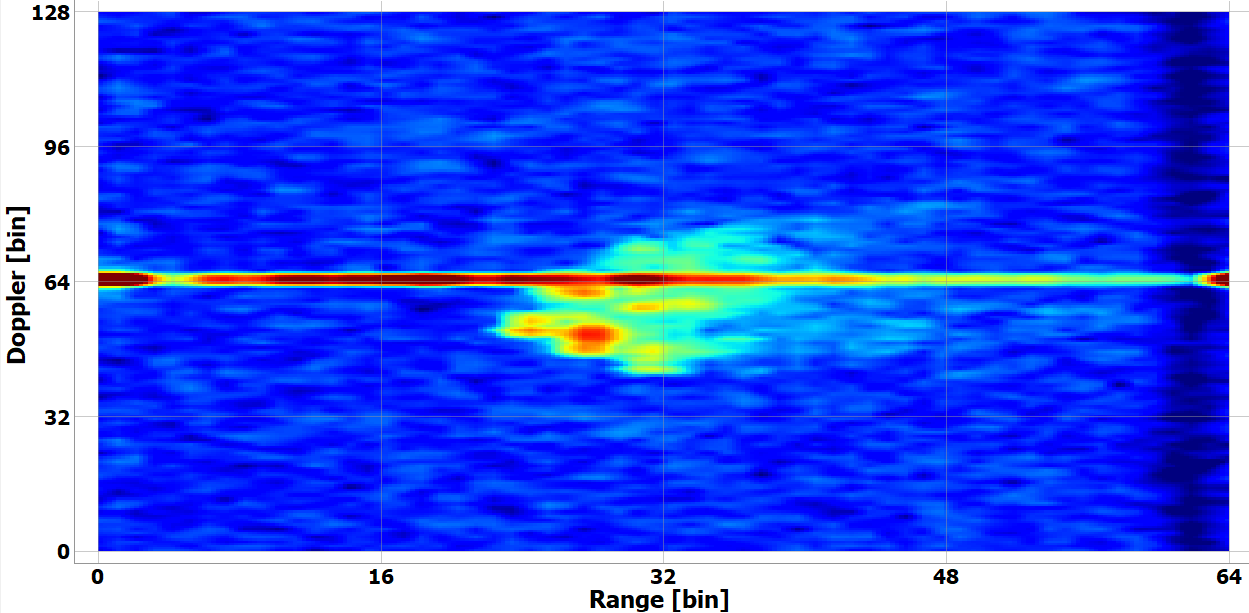 128
96
64
32
0
Doppler [bin]
0 16 32 48 64
Range [bin]